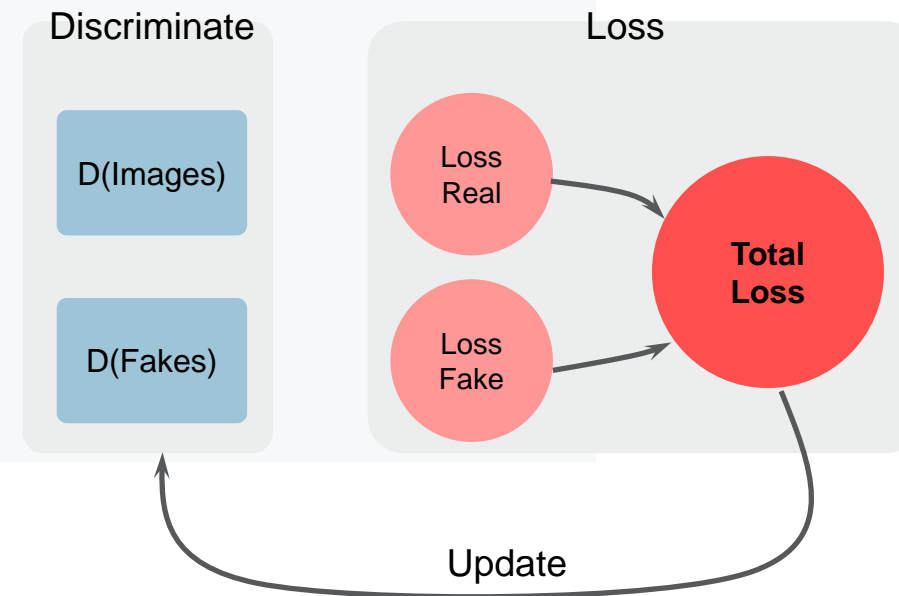 Discriminate
D(Images)
D(Fakes)
Loss
Loss
Real
Loss
Fake
Total
Loss
Update